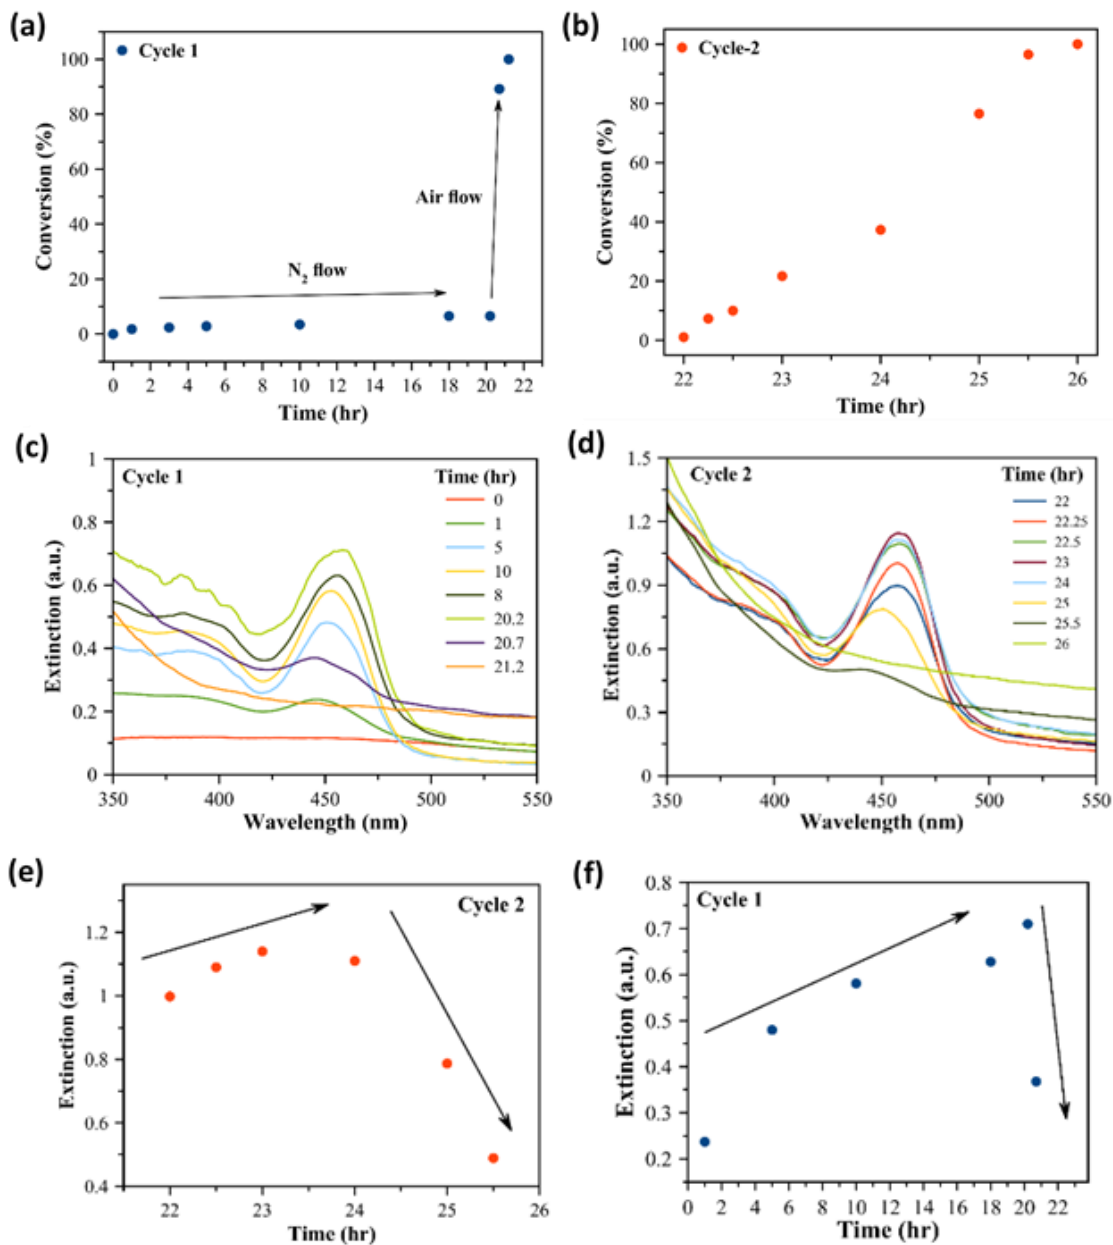 (a)
Cycle 1
Conversion (%)
100
80
60
40
20
0
Air flow
N2 flow
0 2 4 6 8 10 12 14 16 18 20 22
Time (hr)
(b)
Cycle-2
Conversion (%)
100
80
60
40
20
0
22 23 24 25 26
Time (hr)
(c)
Cycle 1
Time (hr)
0
1
5
10
8
20.2
20.7
21.2
Extinction (a.u.)
1
0.8
0.6
0.4
0.2
0
350 400 450 500 550
Wavelength (nm)
(d)
Cycle 2
Time (hr)
22
22.25
22.5
23
24
25
25.5
26
Extinction (a.u.)
1.5
1.2
0.9
0.6
0.3
0
350 400 450 500 550
Wavelength (nm)
(e)
Cycle 2
Extinction (a.u.)
1.2
1
0.8
0.6
0.4
22 23 24 25 26
Time (hr)
(f)
Cycle 1
Extinction (a.u.)
0.8
0.7
0.6
0.5
0.4
0.3
0.2
0 2 4 6 8 10 12 14 16 18 20 22
Time (hr)